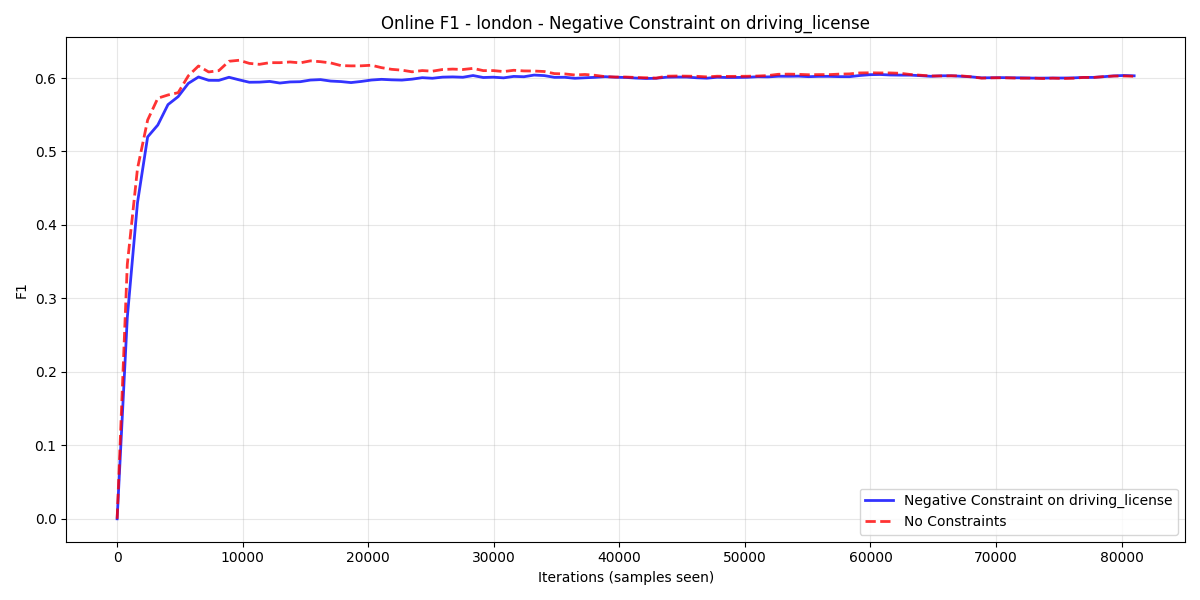 Online F1 - london - Negative Constraint on driving_license
F1
0.6
0.5
0.4
0.3
0.2
0.1
0.0
Negative Constraint on driving_license
No Constraints
0 10000 20000 30000 40000 50000 60000 70000 80000
Iterations (samples seen)